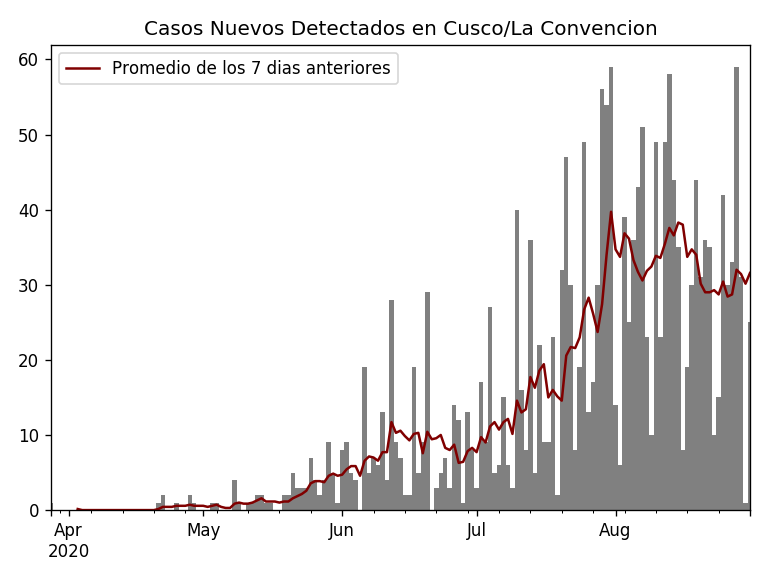 Casos Nuevos Detectados en Cusco/La Convencion
Promedio de los 7 dias anteriores
60
50
40
30
20
10
0
Apr May Jun Jul Aug
2020